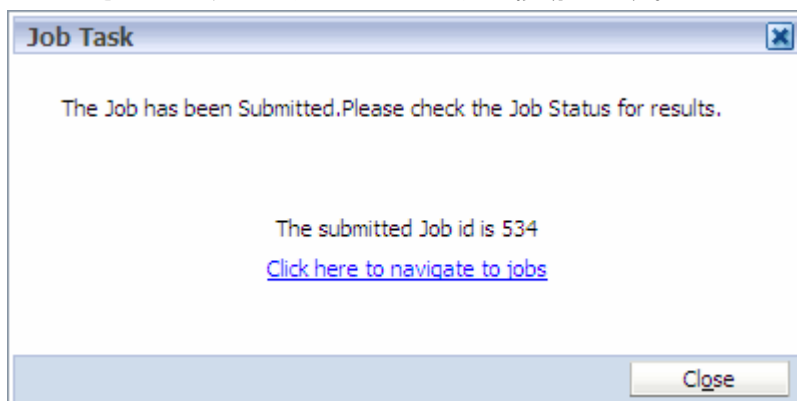 Job Task
The Job has been Submitted.Please check the Job Status for results.
The submitted Job id is 534
Click here to navigate to jobs
Close